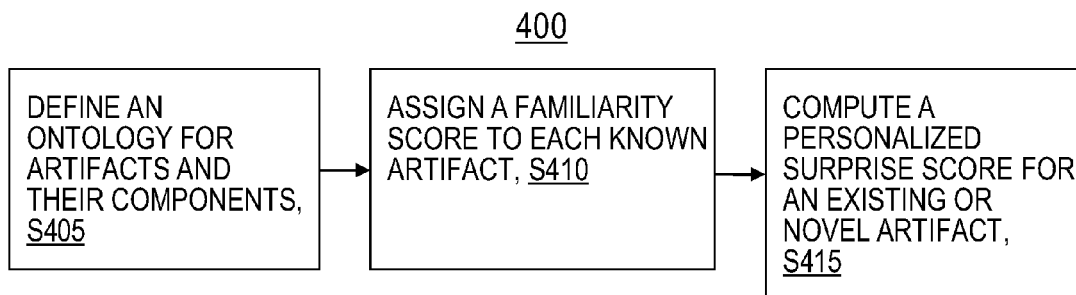 400
DEFINE AN
ONTOLOGY FOR
ARTIFACTS AND
THEIR COMPONENTS,
S405
ASSIGN A FAMILIARITY
SCORE TO EACH KNOWN
ARTIFACT, S410
COMPUTE A
PERSONALIZED
SURPRISE SCORE FOR
AN EXISTING OR
NOVEL ARTIFACT,
S415